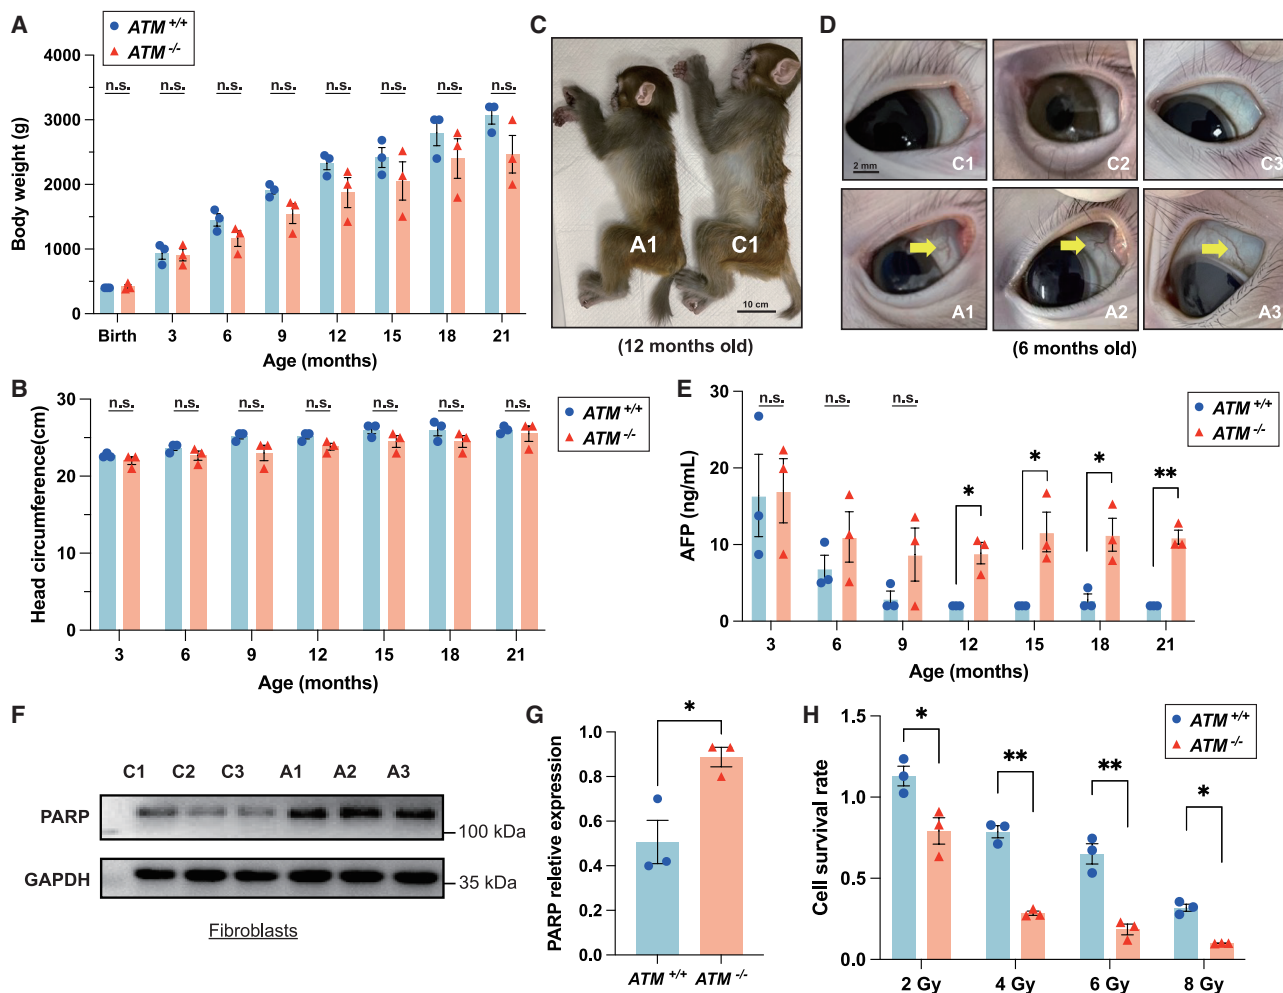 A
ATM +/+
ATM -/-
Body weight (g)
4000
3000
2000
1000
0
n.s. n.s. n.s. n.s. n.s. n.s. n.s. n.s.
Birth 3 6 9 12 15 18 21
Age (months)
C
A1
C1
10 cm
(12 months old)
D
C1
2 mm
C2
C3
A1
A2
A3
(6 months old)
B
Head circumference(cm)
30
20
10
0
n.s. n.s. n.s. n.s. n.s. n.s. n.s.
ATM +/+
ATM -/-
3 6 9 12 15 18 21
Age (months)
E
AFP (ng/mL)
30
20
10
0
n.s. n.s. n.s. * * * **
ATM +/+
ATM -/-
3 6 9 12 15 18 21
Age (months)
F
C1 C2 C3 A1 A2 A3
PARP
100 kDa
GAPDH
35 kDa
Fibroblasts
G
PARP reletive expression
1.0
0.8
0.6
0.4
0.2
0.0
*
ATM +/+ ATM -/-
H
Cell survival rate
1.5
1.0
0.5
0.0
* ** ** *
ATM +/+
ATM -/-
2 Gy 4 Gy 6 Gy 8 Gy